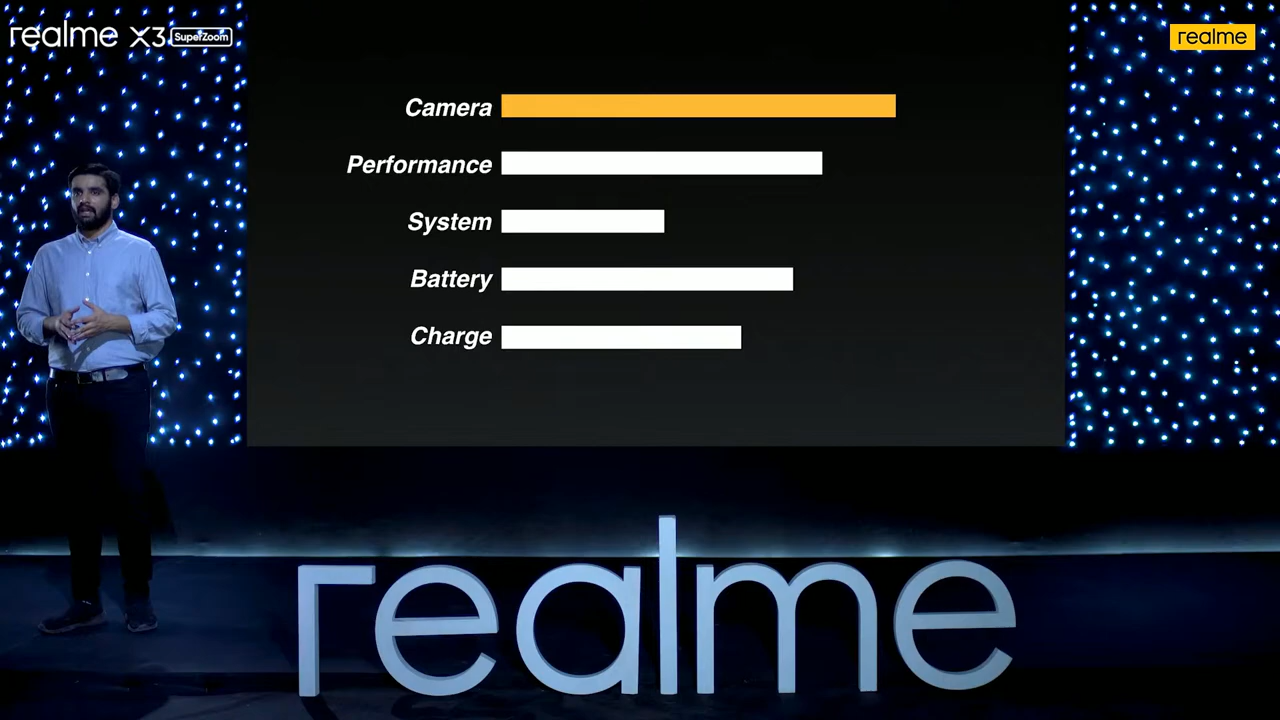 realme X3 SuperZoom
realme
Camera
Performance
System
Battery
Charge
realme